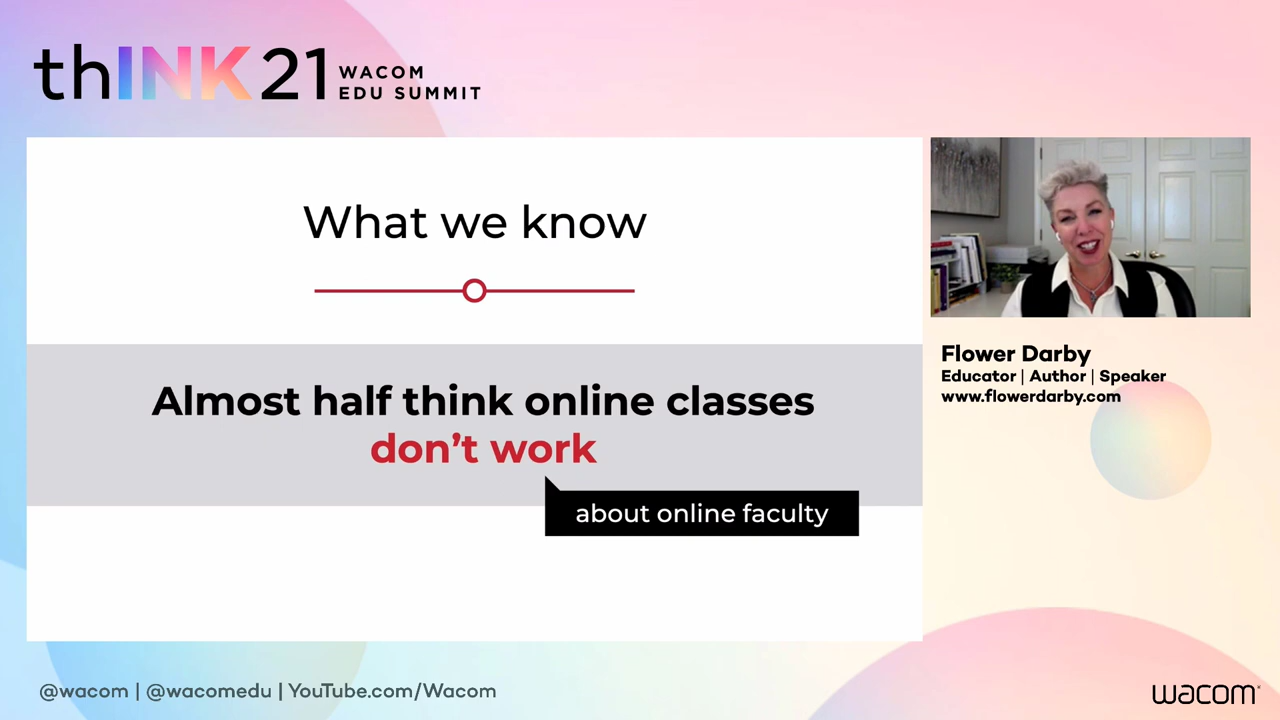 thINK21 WACOM
EDU SUMMIT
What we know
Almost half think online classes
don't work
about online faculty
Flower Darby
Educator | Author | Speaker
www.flowerdarby.com
@wacom | @wacomedu | YouTube.com/Wacom
wacom